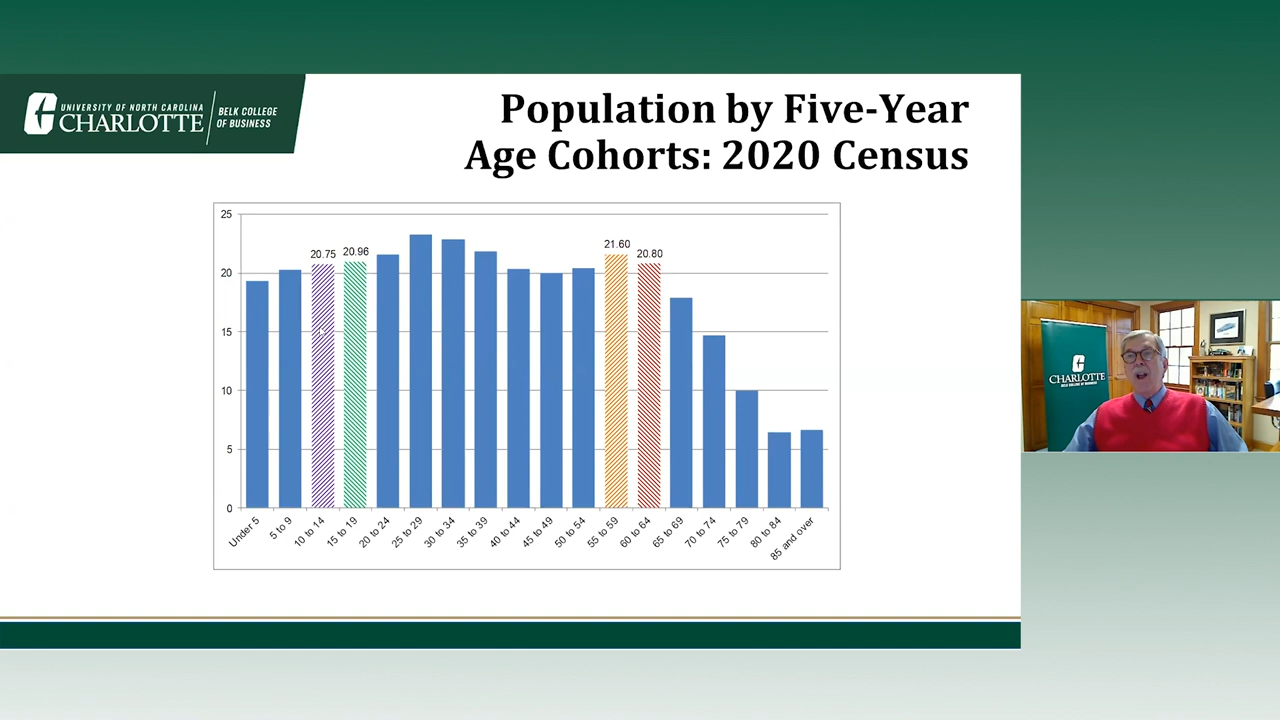 UNIVERSITY OF NORTH CAROLINA
CHARLOTTE
BELK COLLEGE
OF BUSINESS
Population by Five-Year
Age Cohorts: 2020 Census
25
20
15
10
5
0
20.75
20.96
21.60
20.80
Under 5
5 to 9
10 to 14
15 to 19
20 to 24
25 to 29
30 to 34
35 to 39
40 to 44
45 to 49
50 to 54
55 to 59
60 to 64
65 to 69
70 to 74
75 to 79
80 to 84
85 and over
CHARLOTTE
BELK COLLEGE OF BUSINESS